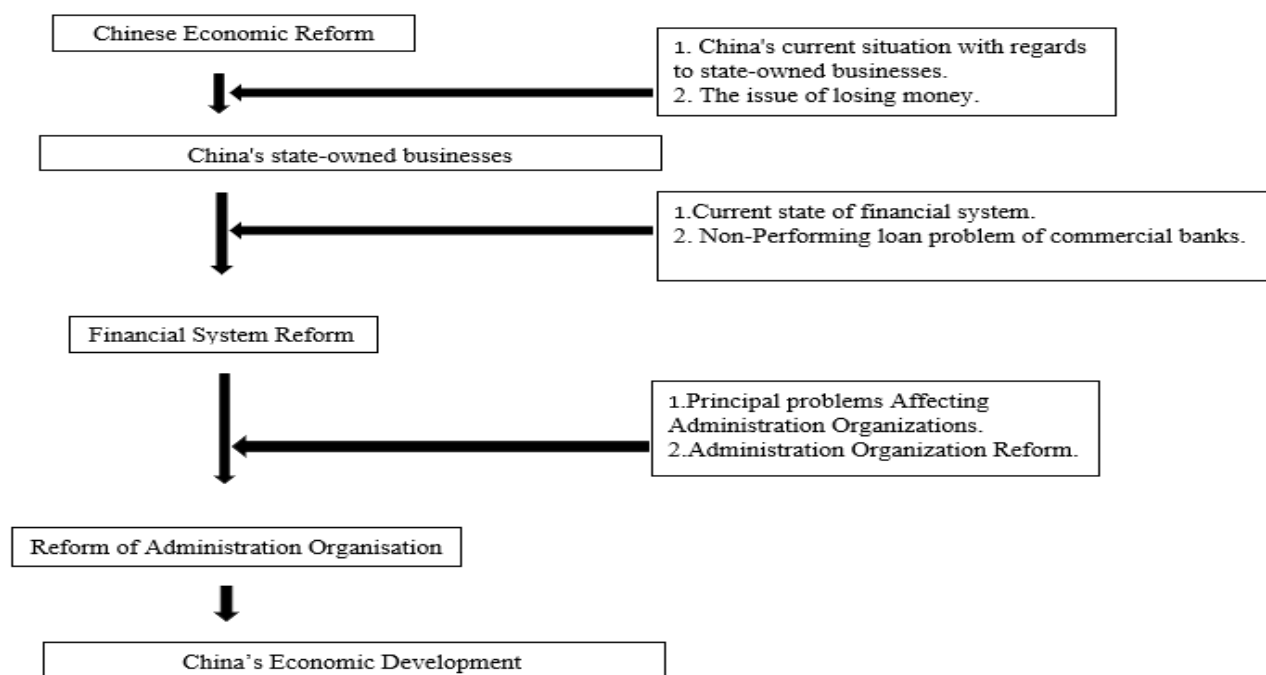 Chinese Economic Reform
1. China's current situation with regards
to state-owned businesses.
2. The issue of losing money.
China's state-owned businesses
1.Current state of financial system.
2. Non-Performing loan problem of commercial banks.
Financial System Reform
1.Principal problems Affecting
Administration Organizations.
2.Administration Organization Reform.
Reform of Administration Organisation
China’s Economic Development